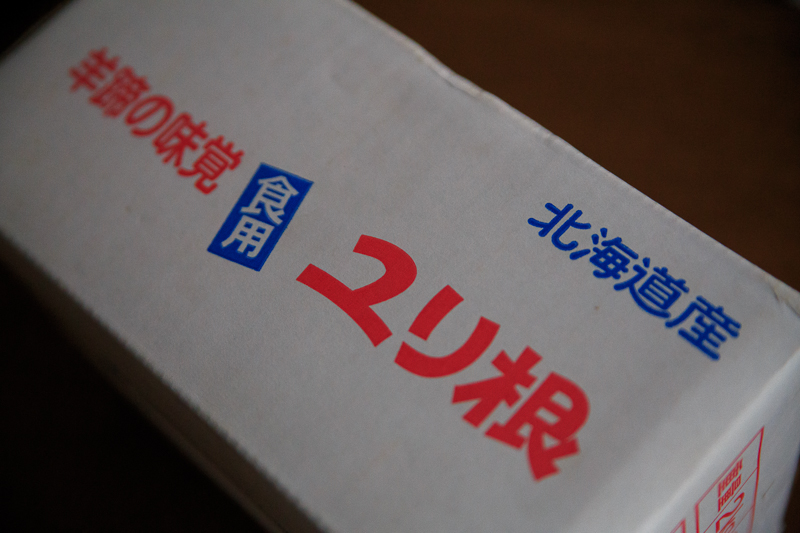 羊蹄の味覚
食用
ユリ根
北海道産